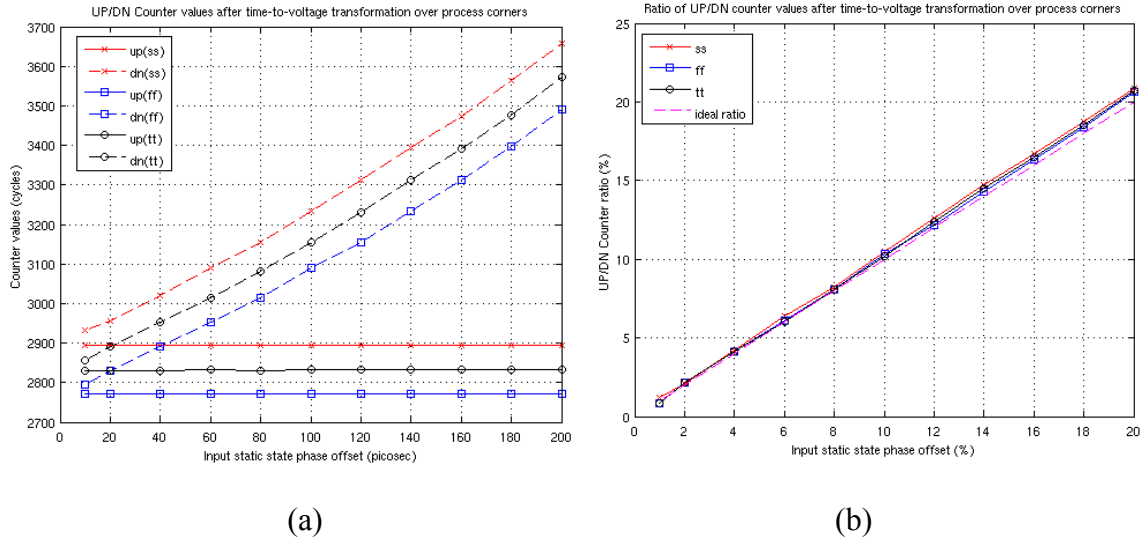 UP/DN Counter values after time-to-voltage transformation over process corners
3700
3600
3500
3400
3300
3200
3100
3000
2900
2800
2700
Counter values (cycles)
up(ss)
dn(ss)
up(ff)
dn(ff)
up(tt)
dn(tt)
0 20 40 60 80 100 120 140 160 180 200
Input static state phase offset (picosec)
(a)
Ratio of UP/DN counter values after time-to-voltage transformation over process corners
25
20
15
10
5
0
UP/DN Counter ratio (%)
ss
ff
tt
ideal ratio
0 2 4 6 8 10 12 14 16 18 20
Input static state phase offset (%)
(b)